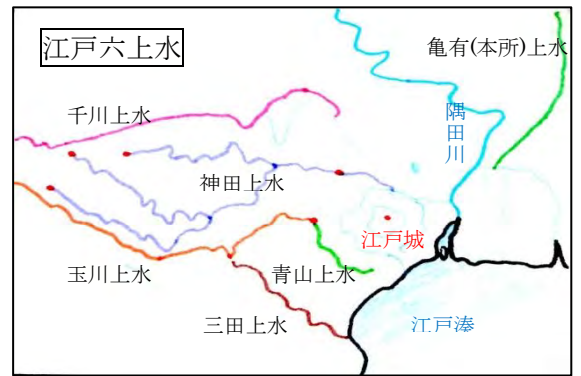 江戸六上水
亀有(本所)上水
千川上水
隅田川
神田上水
江戸城
玉川上水
青山上水
三田上水
江戸湊